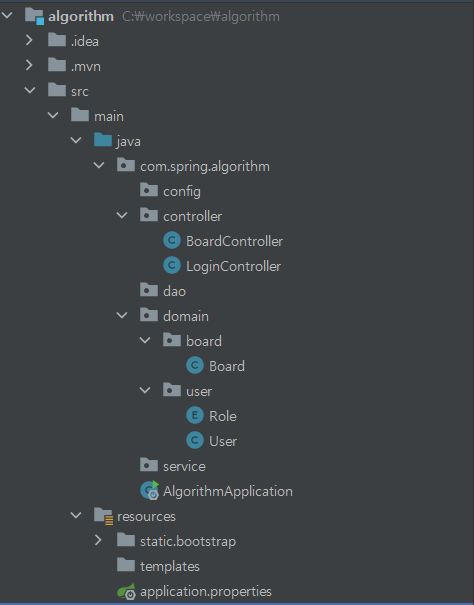 algorithm C:₩workspace₩algorithm
.idea
.mvn
src
main
java
com.spring.algorithm
config
controller
C BoardController
C LoginController
dao
domain
board
C Board
user
E Role
C User
service
AlgorithmApplication
resources
static.bootstrap
templates
application.properties